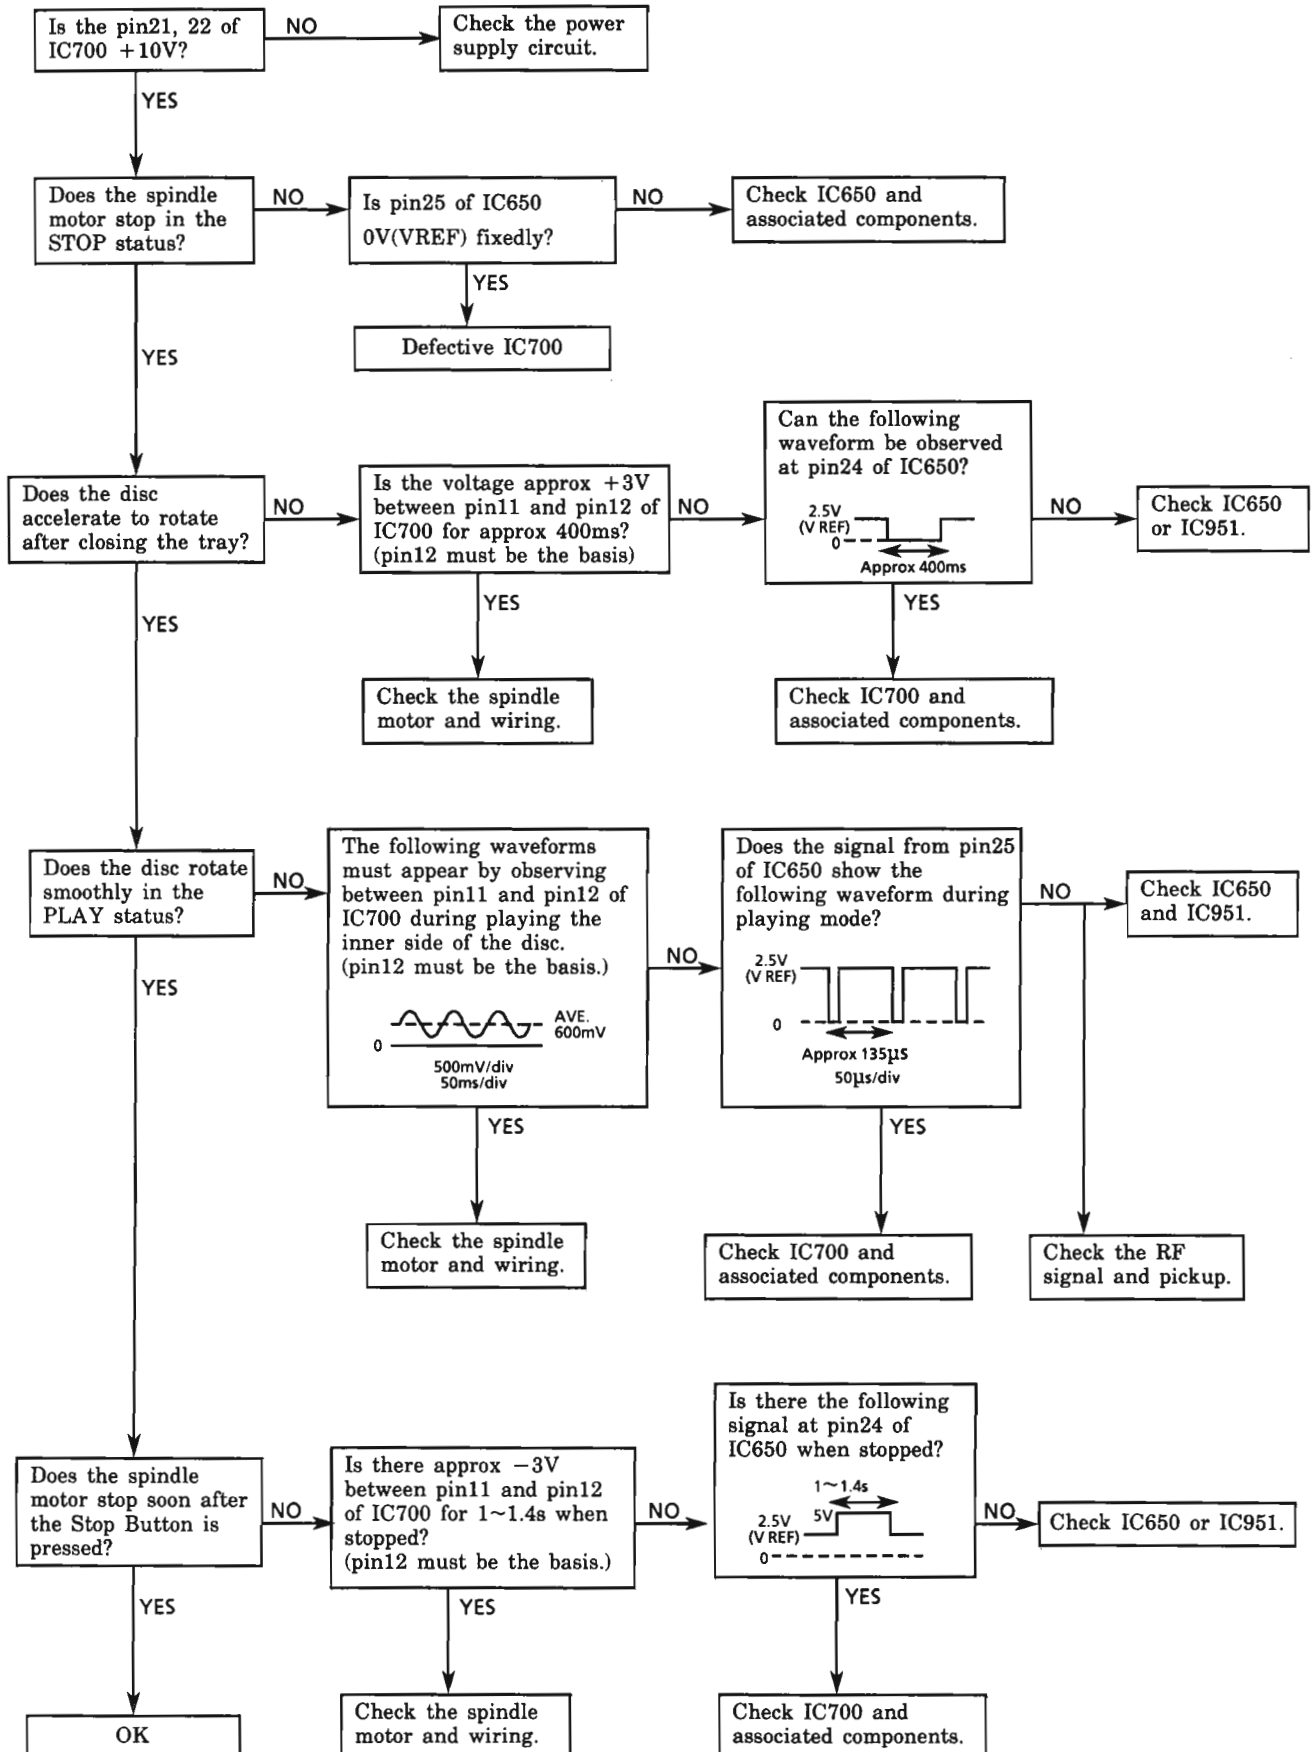 Is the pin21, 22 of
IC700 +10V?
NO
Check the power
supply circuit.
YES
Does the spindle
motor stop in the
STOP status?
NO
Is pin25 of IC650
0V(VREF) fixedly?
NO
Check IC650 and
associated components.
YES
Defective IC700
YES
Does the disc
accelerate to rotate
after closing the tray?
NO
Is the voltage approx +3V
between pin11 and pin12 of
IC700 for approx 400ms?
(pin12 must be the basis)
NO
Can the following
waveform be observed
at pin24 of IC650?
2.5V
(V REF)
0
Approx 400ms
NO
Check IC650
or IC951.
YES
Check the spindle
motor and wiring.
YES
Check IC700 and
associated components.
YES
Does the disc rotate
smoothly in the
PLAY status?
NO
The following waveforms
must appear by observing
between pin11 and pin12 of
IC700 during playing the
inner side of the disc.
(pin12 must be the basis.)
AVE.
600mV
0
500mV/div
50ms/div
NO
Does the signal from pin25
of IC650 show the
following waveform during
playing mode?
2.5V
(V REF)
0
Approx 135µs
50µs/div
NO
Check IC650
and IC951.
YES
Check the spindle
motor and wiring.
YES
Check IC700 and
associated components.
Check the RF
signal and pickup.
YES
Does the spindle
motor stop soon after
the Stop Button is
pressed?
NO
Is there approx −3V
between pin11 and pin12
of IC700 for 1~1.4s when
stopped?
(pin12 must be the basis.)
NO
Is there the following
signal at pin24 of
IC650 when stopped?
1~1.4s
5V
2.5V
(V REF)
0
NO
Check IC650 or IC951.
YES
OK
YES
Check the spindle
motor and wiring.
YES
Check IC700 and
associated components.